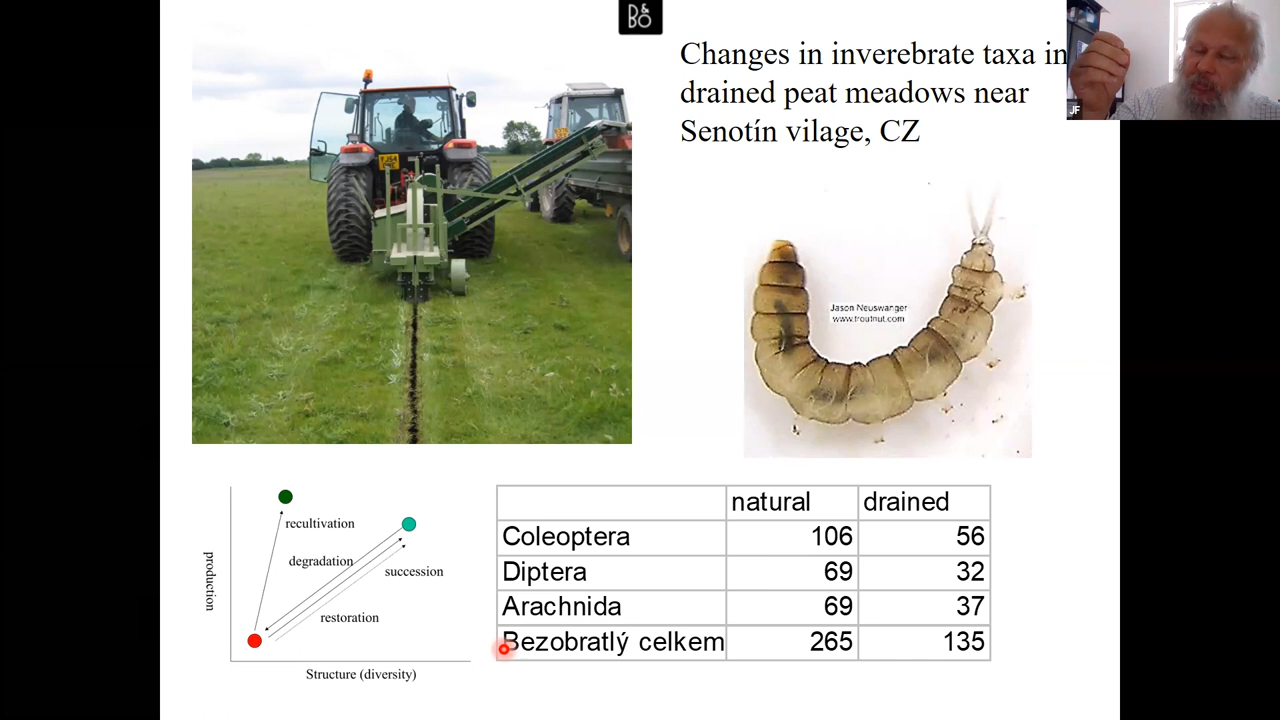 D&
BO
Changes in inverebrate taxa in
drained peat meadows near
Senotín vilage, CZ
JF
Jason Neuswanger
www.troutnut.com
production
recultivation
degradation
succession
restoration
Structure (diversity)
natural drained
Coleoptera 106 56
Diptera 69 32
Arachnida 69 37
Bezobratlý celkem 265 135